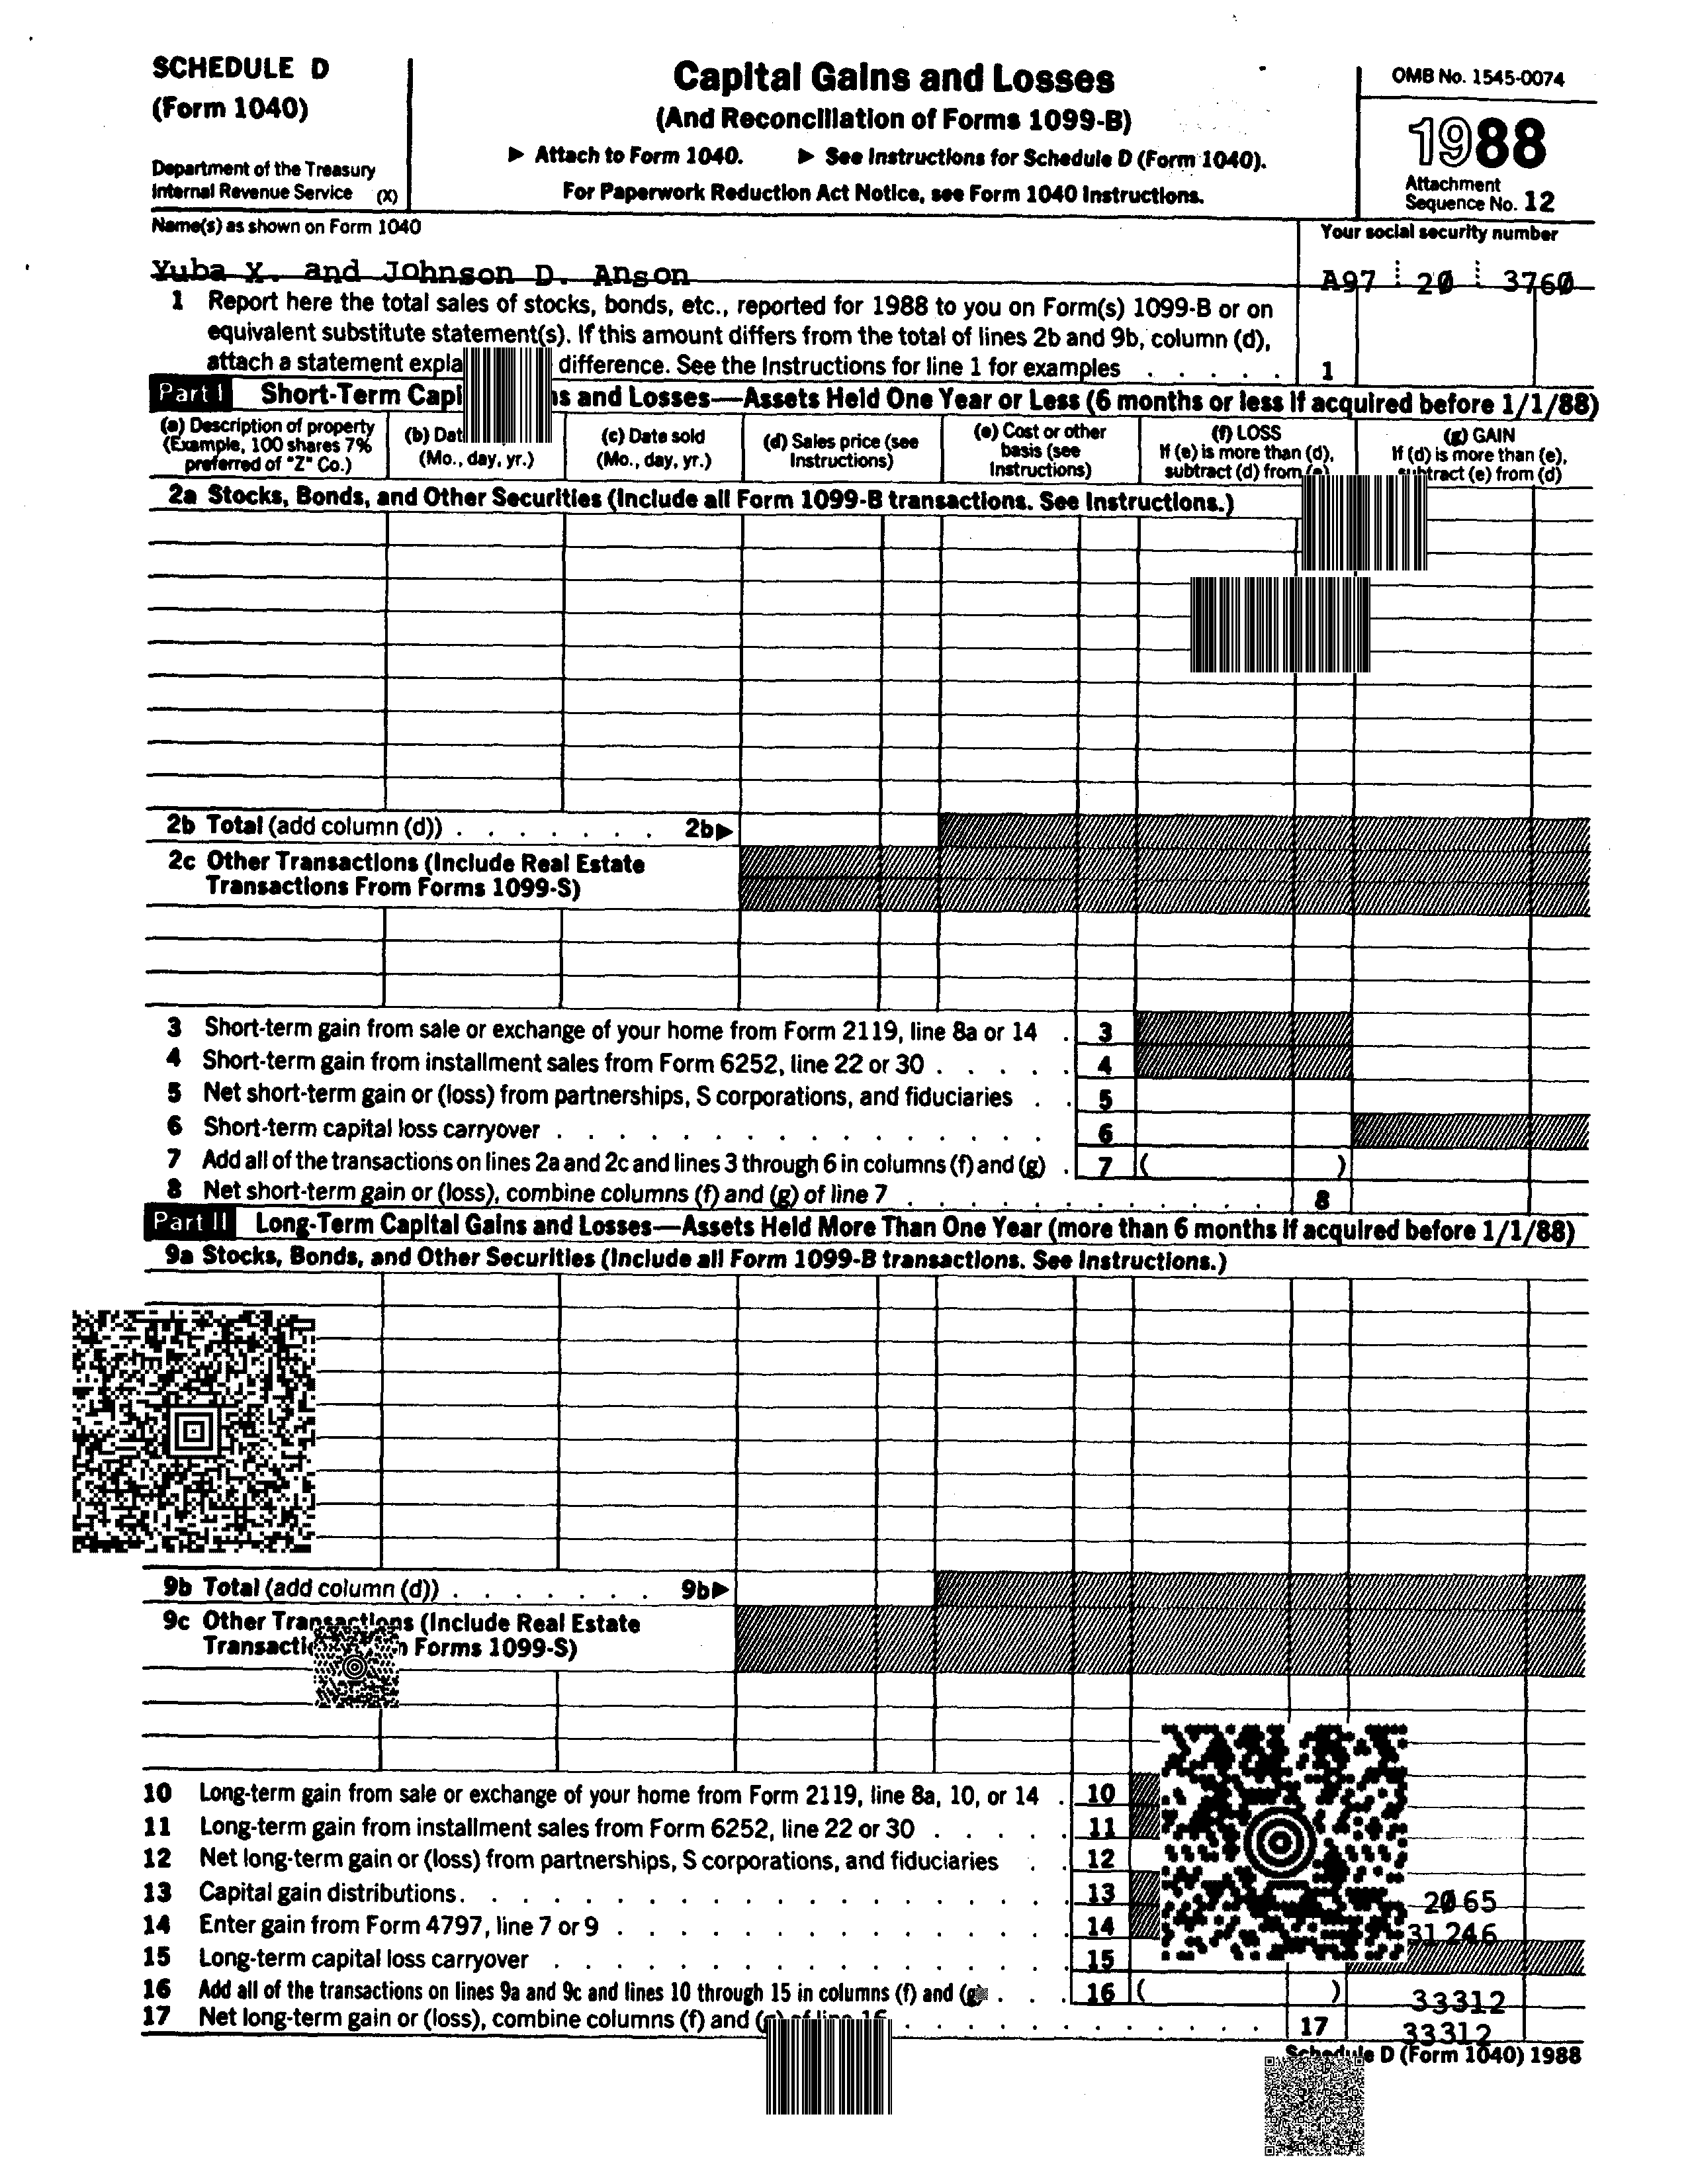 SCHEDULE D
(Form 1040)
Department of the Treasury
Internal Revenue Service (X)
Capital Gains and Losses
(And Reconciliation of Forms 1099-B)
▶ Attach to Form 1040. ▶ See Instructions for Schedule D (Form 1040).
For Paperwork Reduction Act Notice, see Form 1040 Instructions.
OMB No. 1545-0074
1988
Attachment
Sequence No. 12
Name(s) as shown on Form 1040
Your social security number
Yuba X. and Johnson D. Anson
A97 20 3760
1 Report here the total sales of stocks, bonds, etc., reported for 1988 to you on Form(s) 1099-B or on
equivalent substitute statement(s). If this amount differs from the total of lines 2b and 9b, column (d),
attach a statement difference. See the Instructions for line 1 for examples . . . . . 1
Part I Short-Term and Losses—Assets Held One Year or Less (6 months or less if acquired before 1/1/88)
(a) Description of property
(Example, 100 shares 7%
preferred of "Z" Co.)
(b)
(Mo., day, yr.)
(c) Date sold
(Mo., day, yr.)
(d) Sales price (see
Instructions)
(e) Cost or other
basis (see
Instructions)
(f) LOSS
If (e) is more than (d),
subtract (d) from (e)
(g) GAIN
If (d) is more than (e),
subtract (e) from (d)
2a Stocks, Bonds, and Other Securities (Include all Form 1099-B transactions. See Instructions.)
2b Total (add column (d)) . . . . . . . 2b▶
2c Other Transactions (Include Real Estate
Transactions From Forms 1099-S)
3 Short-term gain from sale or exchange of your home from Form 2119, line 8a or 14 . 3
4 Short-term gain from installment sales from Form 6252, line 22 or 30 . . . . . 4
5 Net short-term gain or (loss) from partnerships, S corporations, and fiduciaries . . 5
6 Short-term capital loss carryover . . . . . . . . . . . . . . . . 6
7 Add all of the transactions on lines 2a and 2c and lines 3 through 6 in columns (f) and (g) . 7 ( )
8 Net short-term gain or (loss), combine columns (f) and (g) of line 7 . . . . . . . . . . . . 8
Part II Long-Term Capital Gains and Losses—Assets Held More Than One Year (more than 6 months if acquired before 1/1/88)
9a Stocks, Bonds, and Other Securities (Include all Form 1099-B transactions. See Instructions.)
9b Total (add column (d)) . . . . . . . 9b▶
9c Other Transactions (Include Real Estate
Forms 1099-S)
10 Long-term gain from sale or exchange of your home from Form 2119, line 8a, 10, or 14 . 10
11 Long-term gain from installment sales from Form 6252, line 22 or 30 . . . . . 11
12 Net long-term gain or (loss) from partnerships, S corporations, and fiduciaries . . 12
13 Capital gain distributions. . . . . . . . . . . . . . . . . . . 13 2065
14 Enter gain from Form 4797, line 7 or 9 . . . . . . . . . . . . . . 14 31246
15 Long-term capital loss carryover . . . . . . . . . . . . . . . . 15
16 Add all of the transactions on lines 9a and 9c and lines 10 through 15 in columns (f) and (g) . . . 16 ( ) 33312
17 Net long-term gain or (loss), combine columns (f) and (g) of line 16 . . . . . . . . . . . . 17 33312
Schedule D (Form 1040) 1988